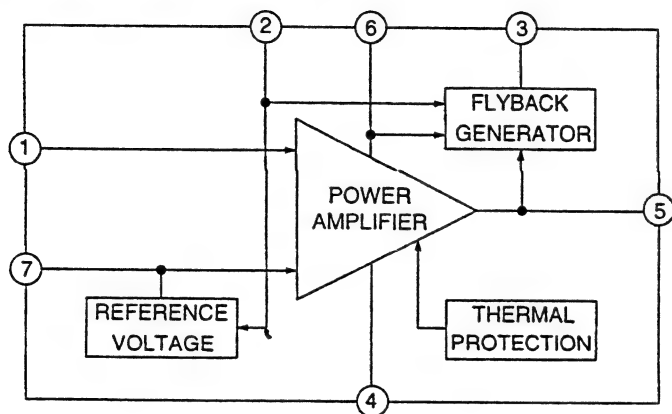 2
6
3
FLYBACK
GENERATOR
1
POWER
AMPLIFIER
5
7
REFERENCE
VOLTAGE
THERMAL
PROTECTION
4